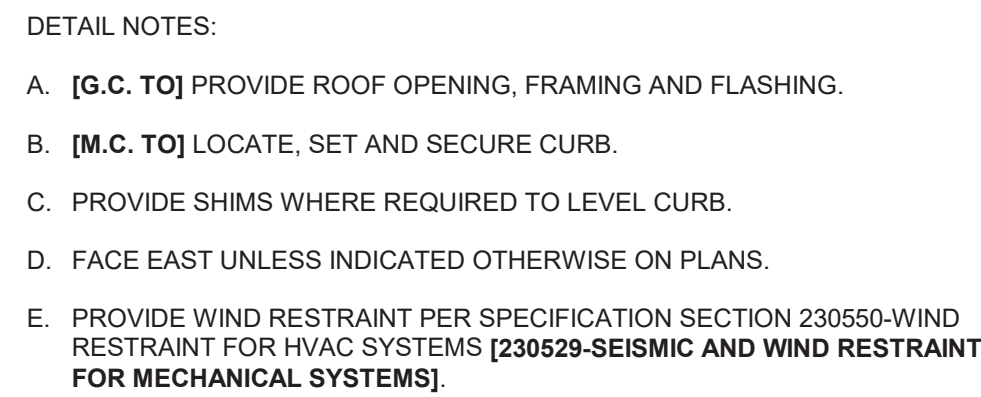 DETAIL NOTES:
A. [G.C. TO] PROVIDE ROOF OPENING, FRAMING AND FLASHING.
B. [M.C. TO] LOCATE, SET AND SECURE CURB.
C. PROVIDE SHIMS WHERE REQUIRED TO LEVEL CURB.
D. FACE EAST UNLESS INDICATED OTHERWISE ON PLANS.
E. PROVIDE WIND RESTRAINT PER SPECIFICATION SECTION 230550-WIND
RESTRAINT FOR HVAC SYSTEMS [230529-SEISMIC AND WIND RESTRAINT
FOR MECHANICAL SYSTEMS].